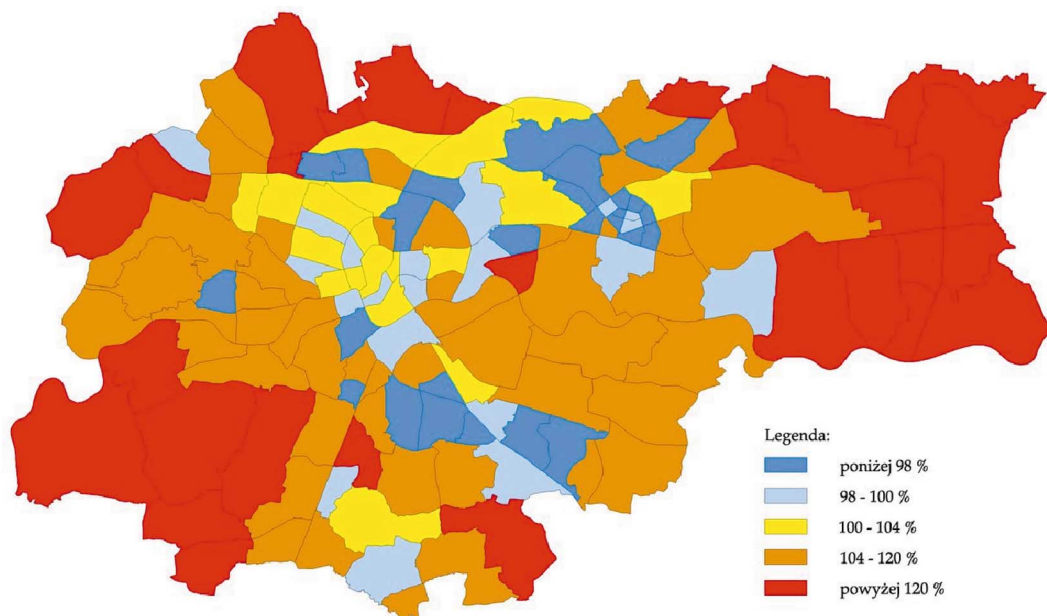 Legenda:
poniżej 98 %
98 - 100 %
100 - 104 %
104 - 120 %
powyżej 120 %